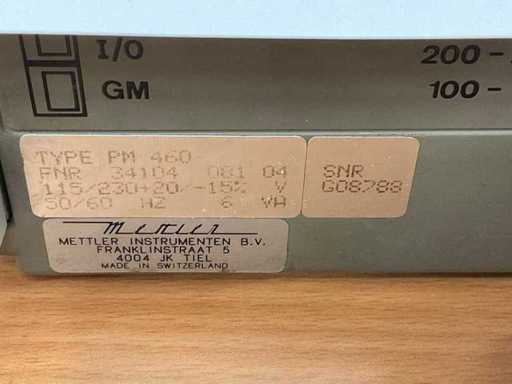 I/O 200 -
GM 100 -
TYPE PM 460
FNR 34104 081 04
115/230+20/-15% V
50/60 HZ 6 VA
SNR
G08788
Mettler
METTLER INSTRUMENTEN B.V.
FRANKLINSTRAAT 5
4004 JK TIEL
MADE IN SWITZERLAND